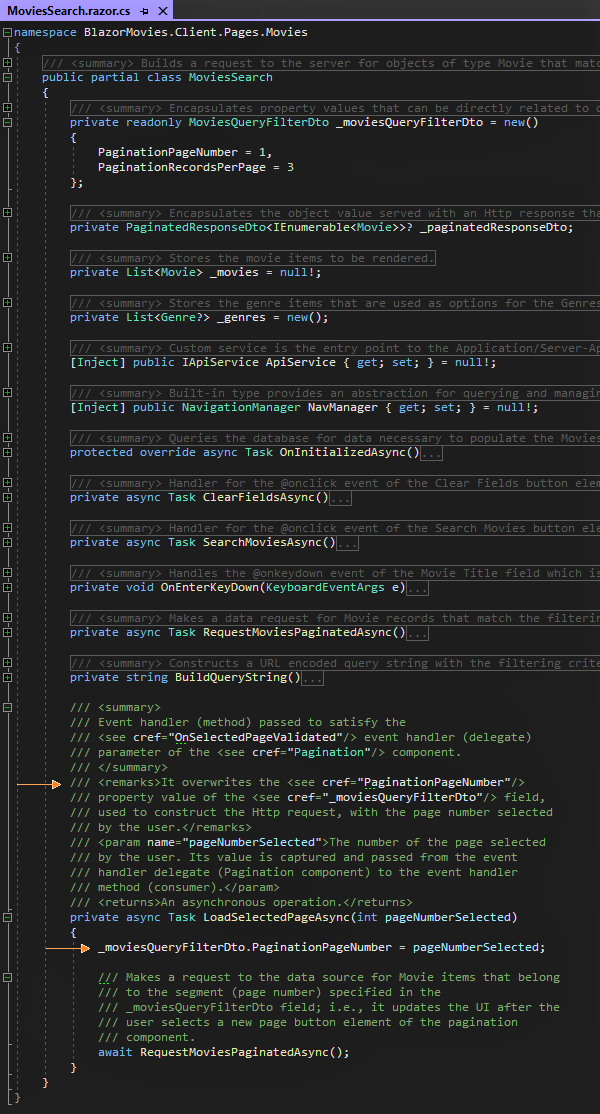 MoviesSearch.razor.cs
namespace BlazorMovies.Client.Pages.Movies
{
/// <summary> Builds a request to the server for objects of type Movie that matc
public partial class MoviesSearch
{
/// <summary> Encapsulates property values that can be directly related to c
private readonly MoviesQueryFilterDto _moviesQueryFilterDto = new()
{
PaginationPageNumber = 1,
PaginationRecordsPerPage = 3
};
/// <summary> Encapsulates the object value served with an Http response tha
private PaginatedResponseDto<IEnumerable<Movie>>? _paginatedResponseDto;
/// <summary> Stores the movie items to be rendered.
private List<Movie> _movies = null!;
/// <summary> Stores the genre items that are used as options for the Genres
private List<Genre?> _genres = new();
/// <summary> Custom service is the entry point to the Application/Server-Ap
[Inject] public IApiService ApiService { get; set; } = null!;
/// <summary> Built-in type provides an abstraction for querying and managin
[Inject] public NavigationManager NavManager { get; set; } = null!;
/// <summary> Queries the database for data necessary to populate the Movies
protected override async Task OnInitializedAsync()...
/// <summary> Handler for the @onclick event of the Clear Fields button elem
private async Task ClearFieldsAsync()...
/// <summary> Handler for the @onclick event of the Search Movies button ele
private async Task SearchMoviesAsync()...
/// <summary> Handles the @onkeydown event of the Movie Title field which is
private void OnEnterKeyDown(KeyboardEventArgs e)...
/// <summary> Makes a data request for Movie records that match the filterin
private async Task RequestMoviesPaginatedAsync()...
/// <summary> Constructs a URL encoded query string with the filtering crite
private string BuildQueryString()...
/// <summary>
/// Event handler (method) passed to satisfy the
/// <see cref="OnSelectedPageValidated"/> event handler (delegate)
/// parameter of the <see cref="Pagination"/> component.
/// </summary>
/// <remarks>It overwrites the <see cref="PaginationPageNumber"/>
/// property value of the <see cref="_moviesQueryFilterDto"/> field,
/// used to construct the Http request, with the page number selected
/// by the user.</remarks>
/// <param name="pageNumberSelected">The number of the page selected
/// by the user. Its value is captured and passed from the event
/// handler delegate (Pagination component) to the event handler
/// method (consumer).</param>
/// <returns>An asynchronous operation.</returns>
private async Task LoadSelectedPageAsync(int pageNumberSelected)
{
_moviesQueryFilterDto.PaginationPageNumber = pageNumberSelected;
/// Makes a request to the data source for Movie items that belong
/// to the segment (page number) specified in the
/// _moviesQueryFilterDto field; i.e., it updates the UI after the
/// user selects a new page button element of the pagination
/// component.
await RequestMoviesPaginatedAsync();
}
}
}